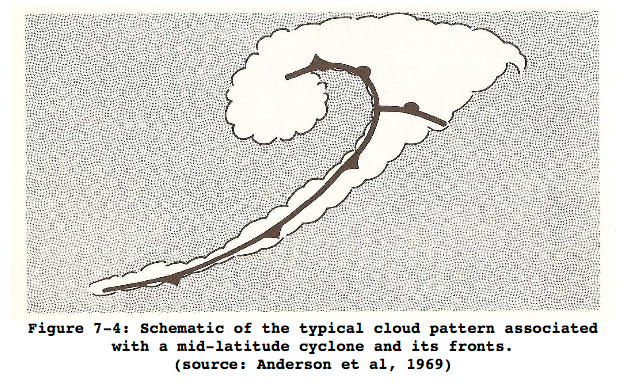 Figure 7-4: Schematic of the typical cloud pattern associated
with a mid-latitude cyclone and its fronts.
(source: Anderson et al, 1969)